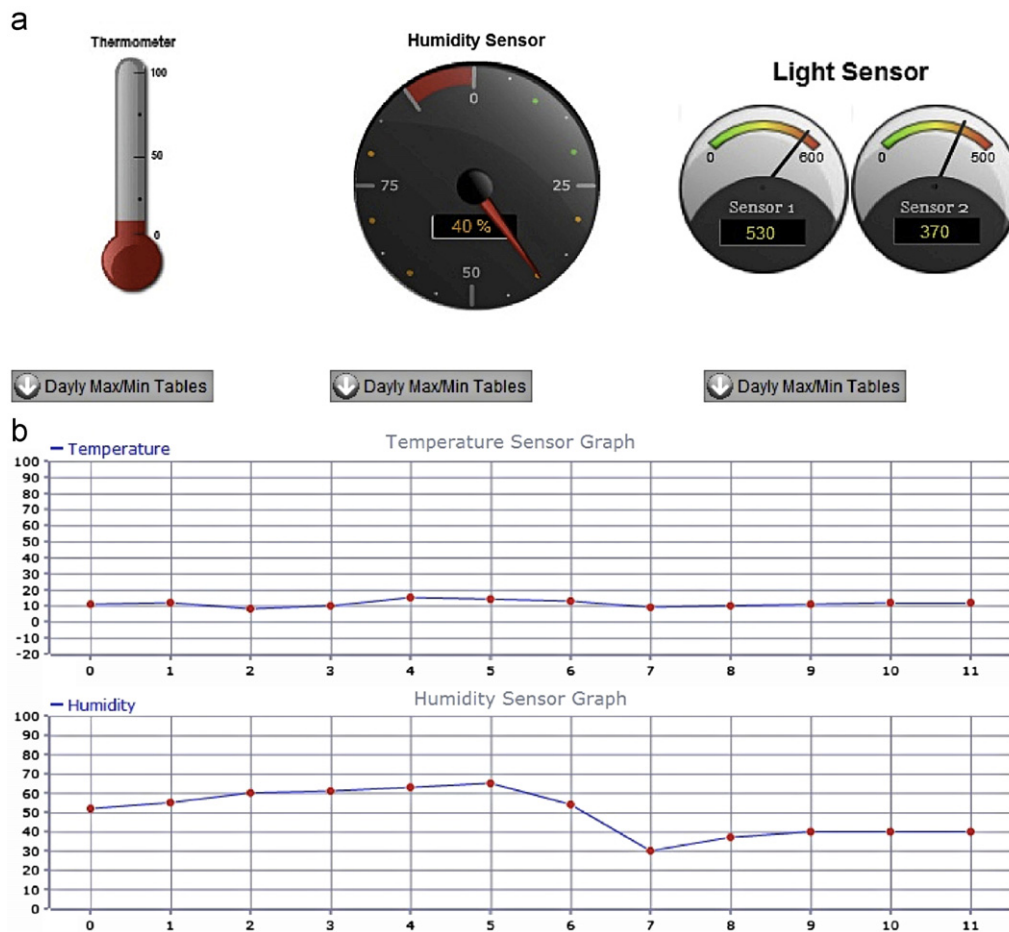 a
Thermometer
100
50
0
Humidity Sensor
0
25
50
75
40 %
Light Sensor
0
600
Sensor 1
530
0
500
Sensor 2
370
Dayly Max/Min Tables
Dayly Max/Min Tables
Dayly Max/Min Tables
b
Temperature
Temperature Sensor Graph
100
90
80
70
60
50
40
30
20
10
0
-10
-20
0 1 2 3 4 5 6 7 8 9 10 11
Humidity
Humidity Sensor Graph
100
90
80
70
60
50
40
30
20
10
0
0 1 2 3 4 5 6 7 8 9 10 11